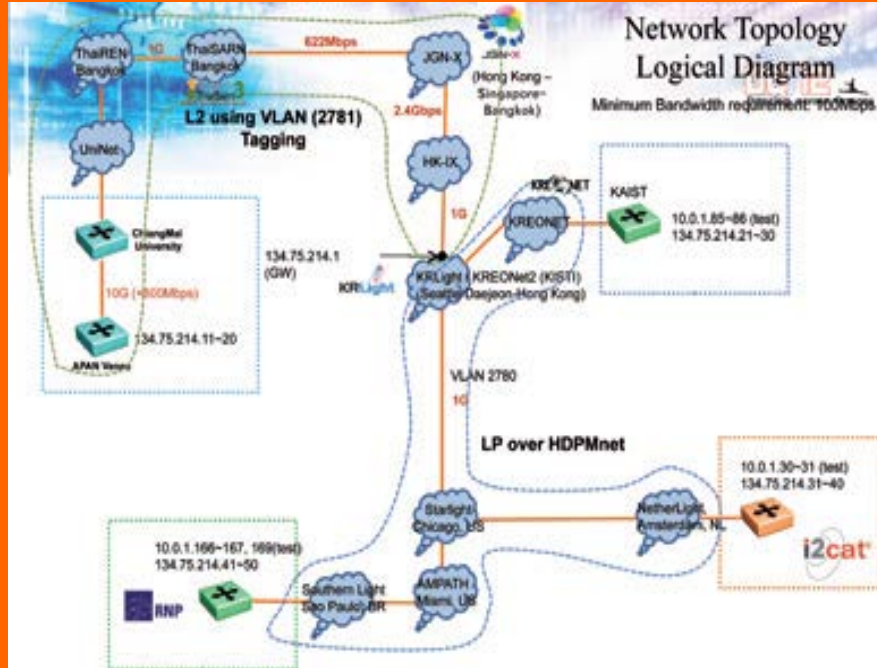 Network Topology
Logical Diagram
Minimum Bandwidth requirement: 100Mbps
ThaiREN
Bangkok
1G
ThaiSARN
Bangkok
3
622Mbps
JGN-X
JGN-X
(Hong Kong –
Singapore–
Bangkok)
2.4Gbps
L2 using VLAN (2781)
Tagging
UniNet
HK-IX
1G
KREONET
KREONET
KAIST
10.0.1.85~86 (test)
134.75.214.21~30
ChiangMai
University
134.75.214.1
(GW)
KRLight
KRLight - KREONet2 (KISTI)
(Seattle-Daejeon-Hong Kong)
134.75.214.11~20
APAN Venue
VLAN 2780
1G
LP over HDPMnet
10.0.1.30~31 (test)
134.75.214.31~40
Starlight
Chicago, US
NetherLight,
Amsterdam, NL
i2cat
10.0.1.166~167, 169(test)
134.75.214.41~50
RNP
Southern Light
Sao Paulo, BR
AMPATH
Miami, US